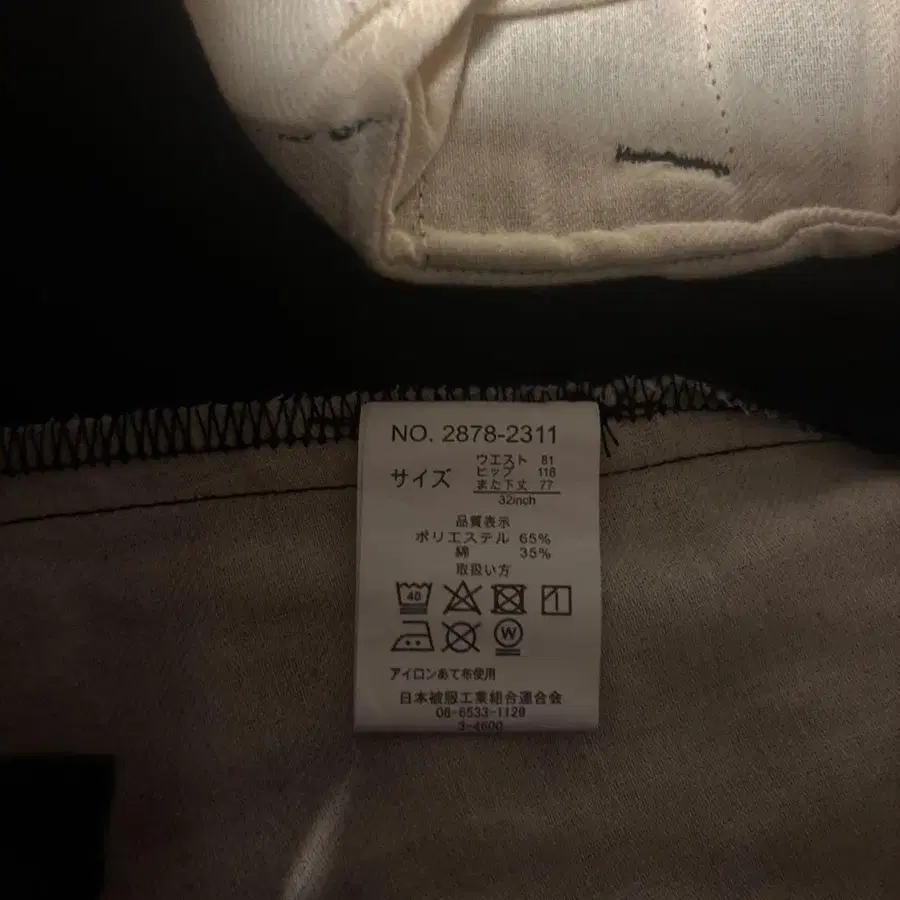 NO. 2878-2311
サイズ
ウエスト 81
ヒップ 118
また下丈 77
32inch
品質表示
ポリエステル 65%
綿 35%
取扱い方
40
W
アイロンあて布使用
日本被服工業組合連合会
06-6533-1129
3-4600